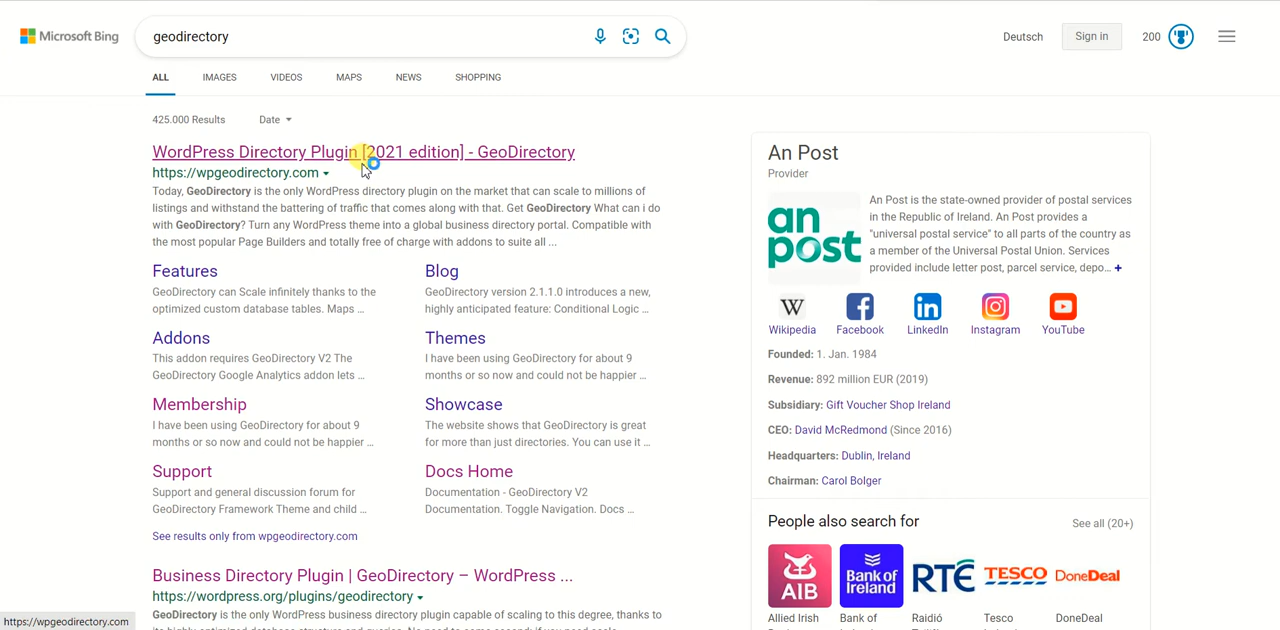 Microsoft Bing
geodirectory
Deutsch
Sign in
200
ALL
IMAGES
VIDEOS
MAPS
NEWS
SHOPPING
425.000 Results
Date
WordPress Directory Plugin [2021 edition] - GeoDirectory
https://wpgeodirectory.com
Today, GeoDirectory is the only WordPress directory plugin on the market that can scale to millions of
listings and withstand the battering of traffic that comes along with that. Get GeoDirectory What can i do
with GeoDirectory? Turn any WordPress theme into a global business directory portal. Compatible with
the most popular Page Builders and totally free of charge with addons to suite all ...
Features
GeoDirectory can Scale infinitely thanks to the
optimized custom database tables. Maps ...
Blog
GeoDirectory version 2.1.1.0 introduces a new,
highly anticipated feature: Conditional Logic ...
Addons
This addon requires GeoDirectory V2 The
GeoDirectory Google Analytics addon lets ...
Themes
I have been using GeoDirectory for about 9
months or so now and could not be happier ...
Membership
I have been using GeoDirectory for about 9
months or so now and could not be happier ...
Showcase
The website shows that GeoDirectory is great
for more than just directories. You can use it ...
Support
Support and general discussion forum for
GeoDirectory Framework Theme and child ...
Docs Home
Documentation - GeoDirectory V2
Documentation. Toggle Navigation. Docs ...
See results only from wpgeodirectory.com
Business Directory Plugin | GeoDirectory – WordPress ...
https://wordpress.org/plugins/geodirectory
GeoDirectory is the only WordPress business directory plugin capable of scaling to this degree, thanks to
https://wpgeodirectory.com
An Post
Provider
an
post
An Post is the state-owned provider of postal services
in the Republic of Ireland. An Post provides a
"universal postal service" to all parts of the country as
a member of the Universal Postal Union. Services
provided include letter post, parcel service, depo... +
W
in
Wikipedia
Facebook
LinkedIn
Instagram
YouTube
Founded: 1. Jan. 1984
Revenue: 892 million EUR (2019)
Subsidiary: Gift Voucher Shop Ireland
CEO: David McRedmond (Since 2016)
Headquarters: Dublin, Ireland
Chairman: Carol Bolger
People also search for
See all (20+)
AIB
Bank of
Ireland
RTÉ
TESCO
DoneDeal
Allied Irish
Bank of
Raidió
Tesco
DoneDeal